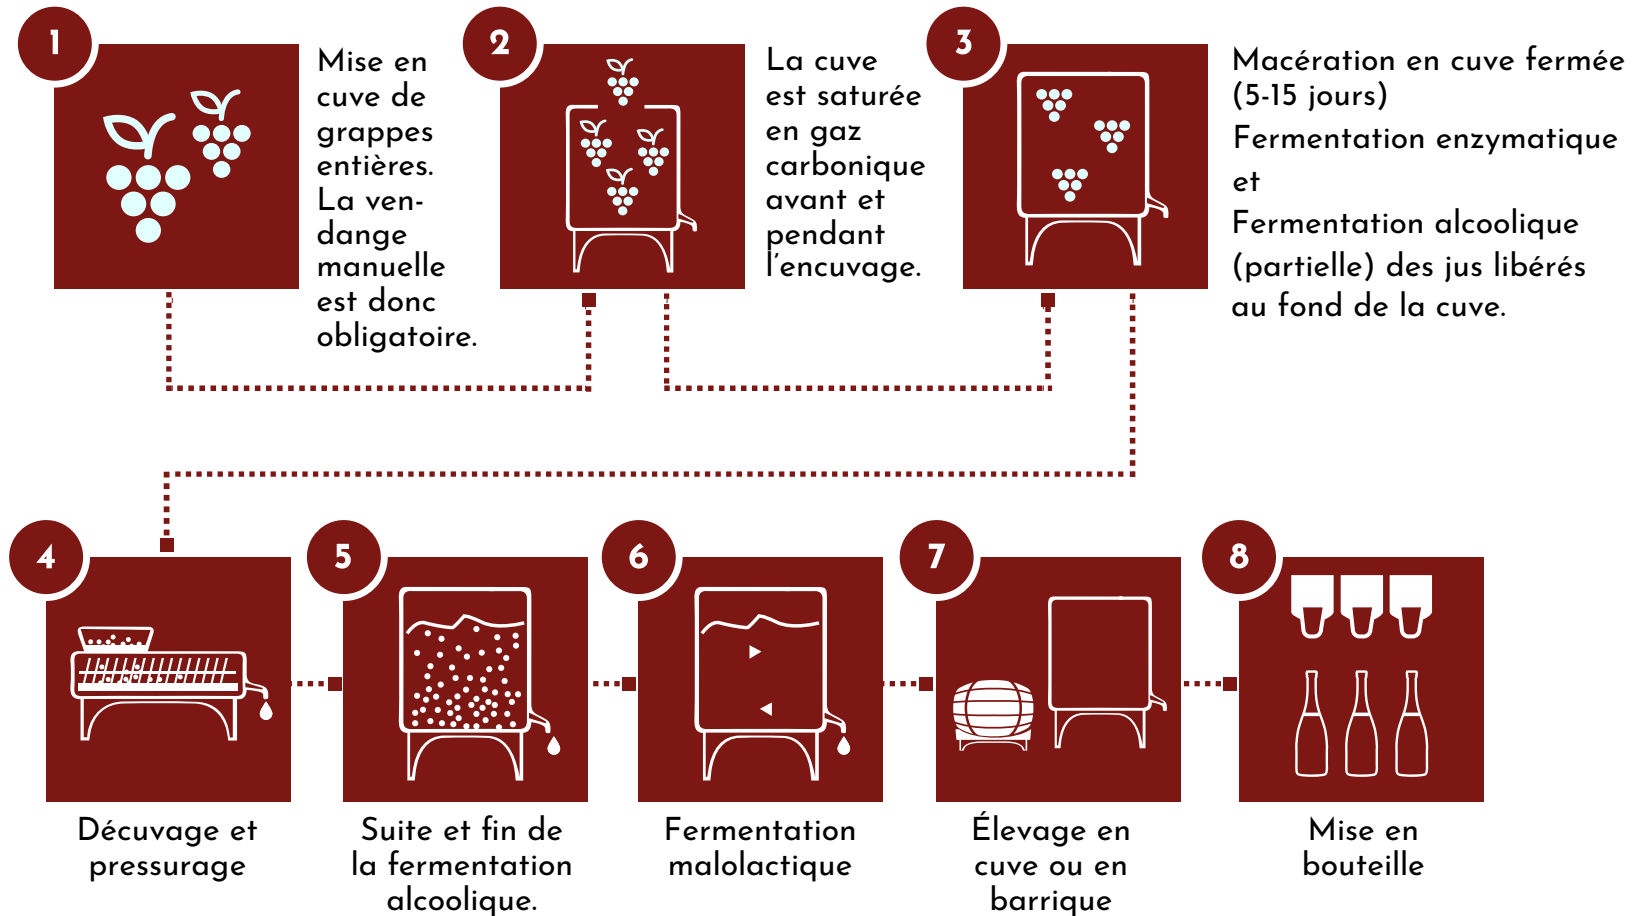 1
Mise en
cuve de
grappes
entières.
La ven-
dange
manuelle
est donc
obligatoire.
2
La cuve
est saturée
en gaz
carbonique
avant et
pendant
l'encuvage.
3
Macération en cuve fermée
(5-15 jours)
Fermentation enzymatique
et
Fermentation alcoolique
(partielle) des jus libérés
au fond de la cuve.
4
Décuvage et
pressurage
5
Suite et fin de
la fermentation
alcoolique.
6
Fermentation
malolactique
7
Élevage en
cuve ou en
barrique
8
Mise en
bouteille